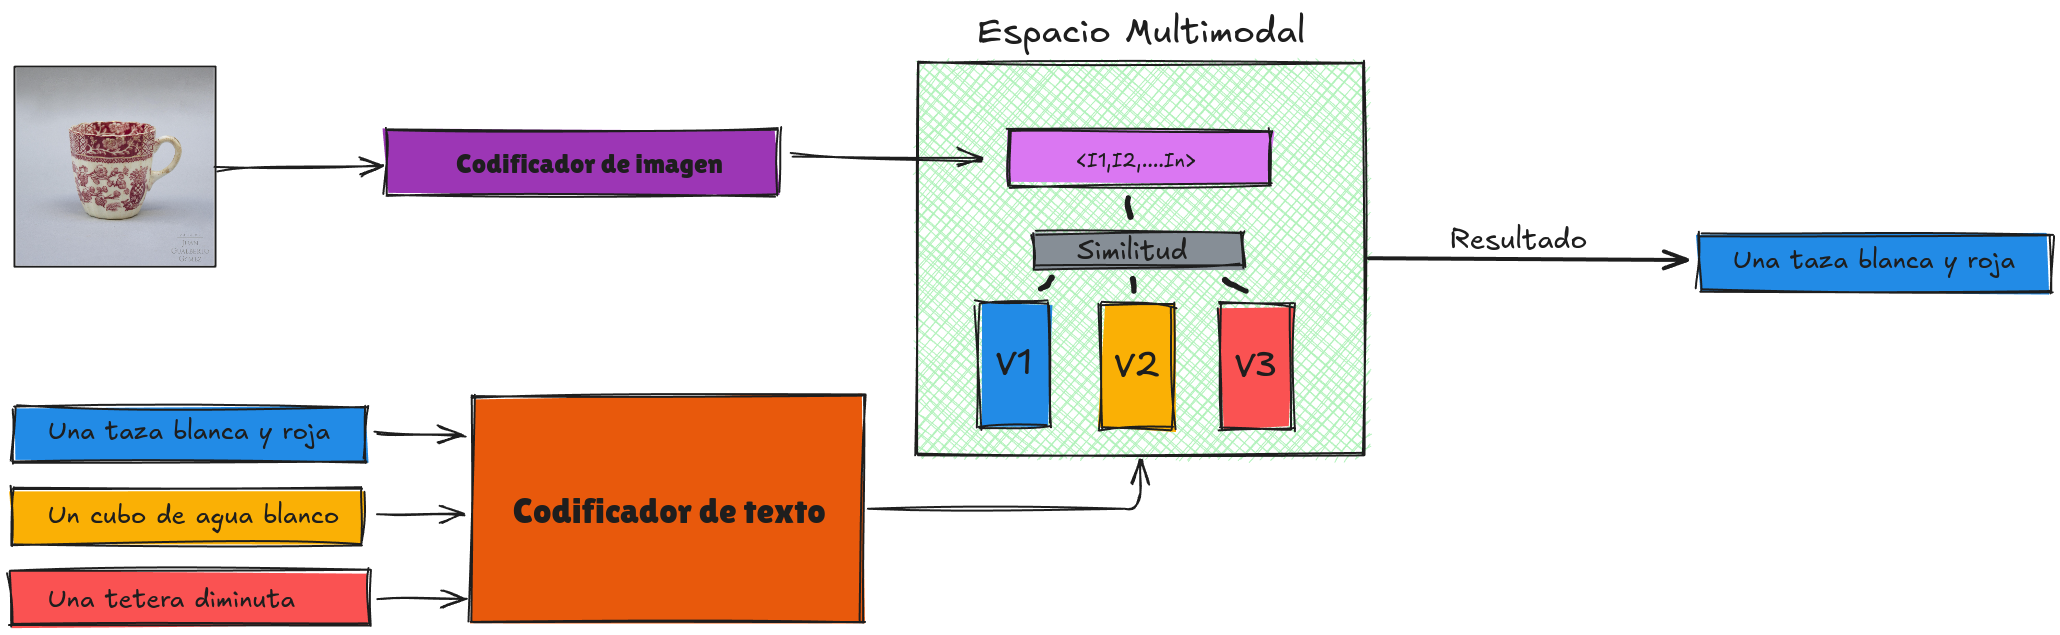 Espacio Multimodal
Codificador de imagen
<I1,I2,....In>
Similitud
V1
V2
V3
Resultado
Una taza blanca y roja
Una taza blanca y roja
Un cubo de agua blanco
Una tetera diminuta
Codificador de texto